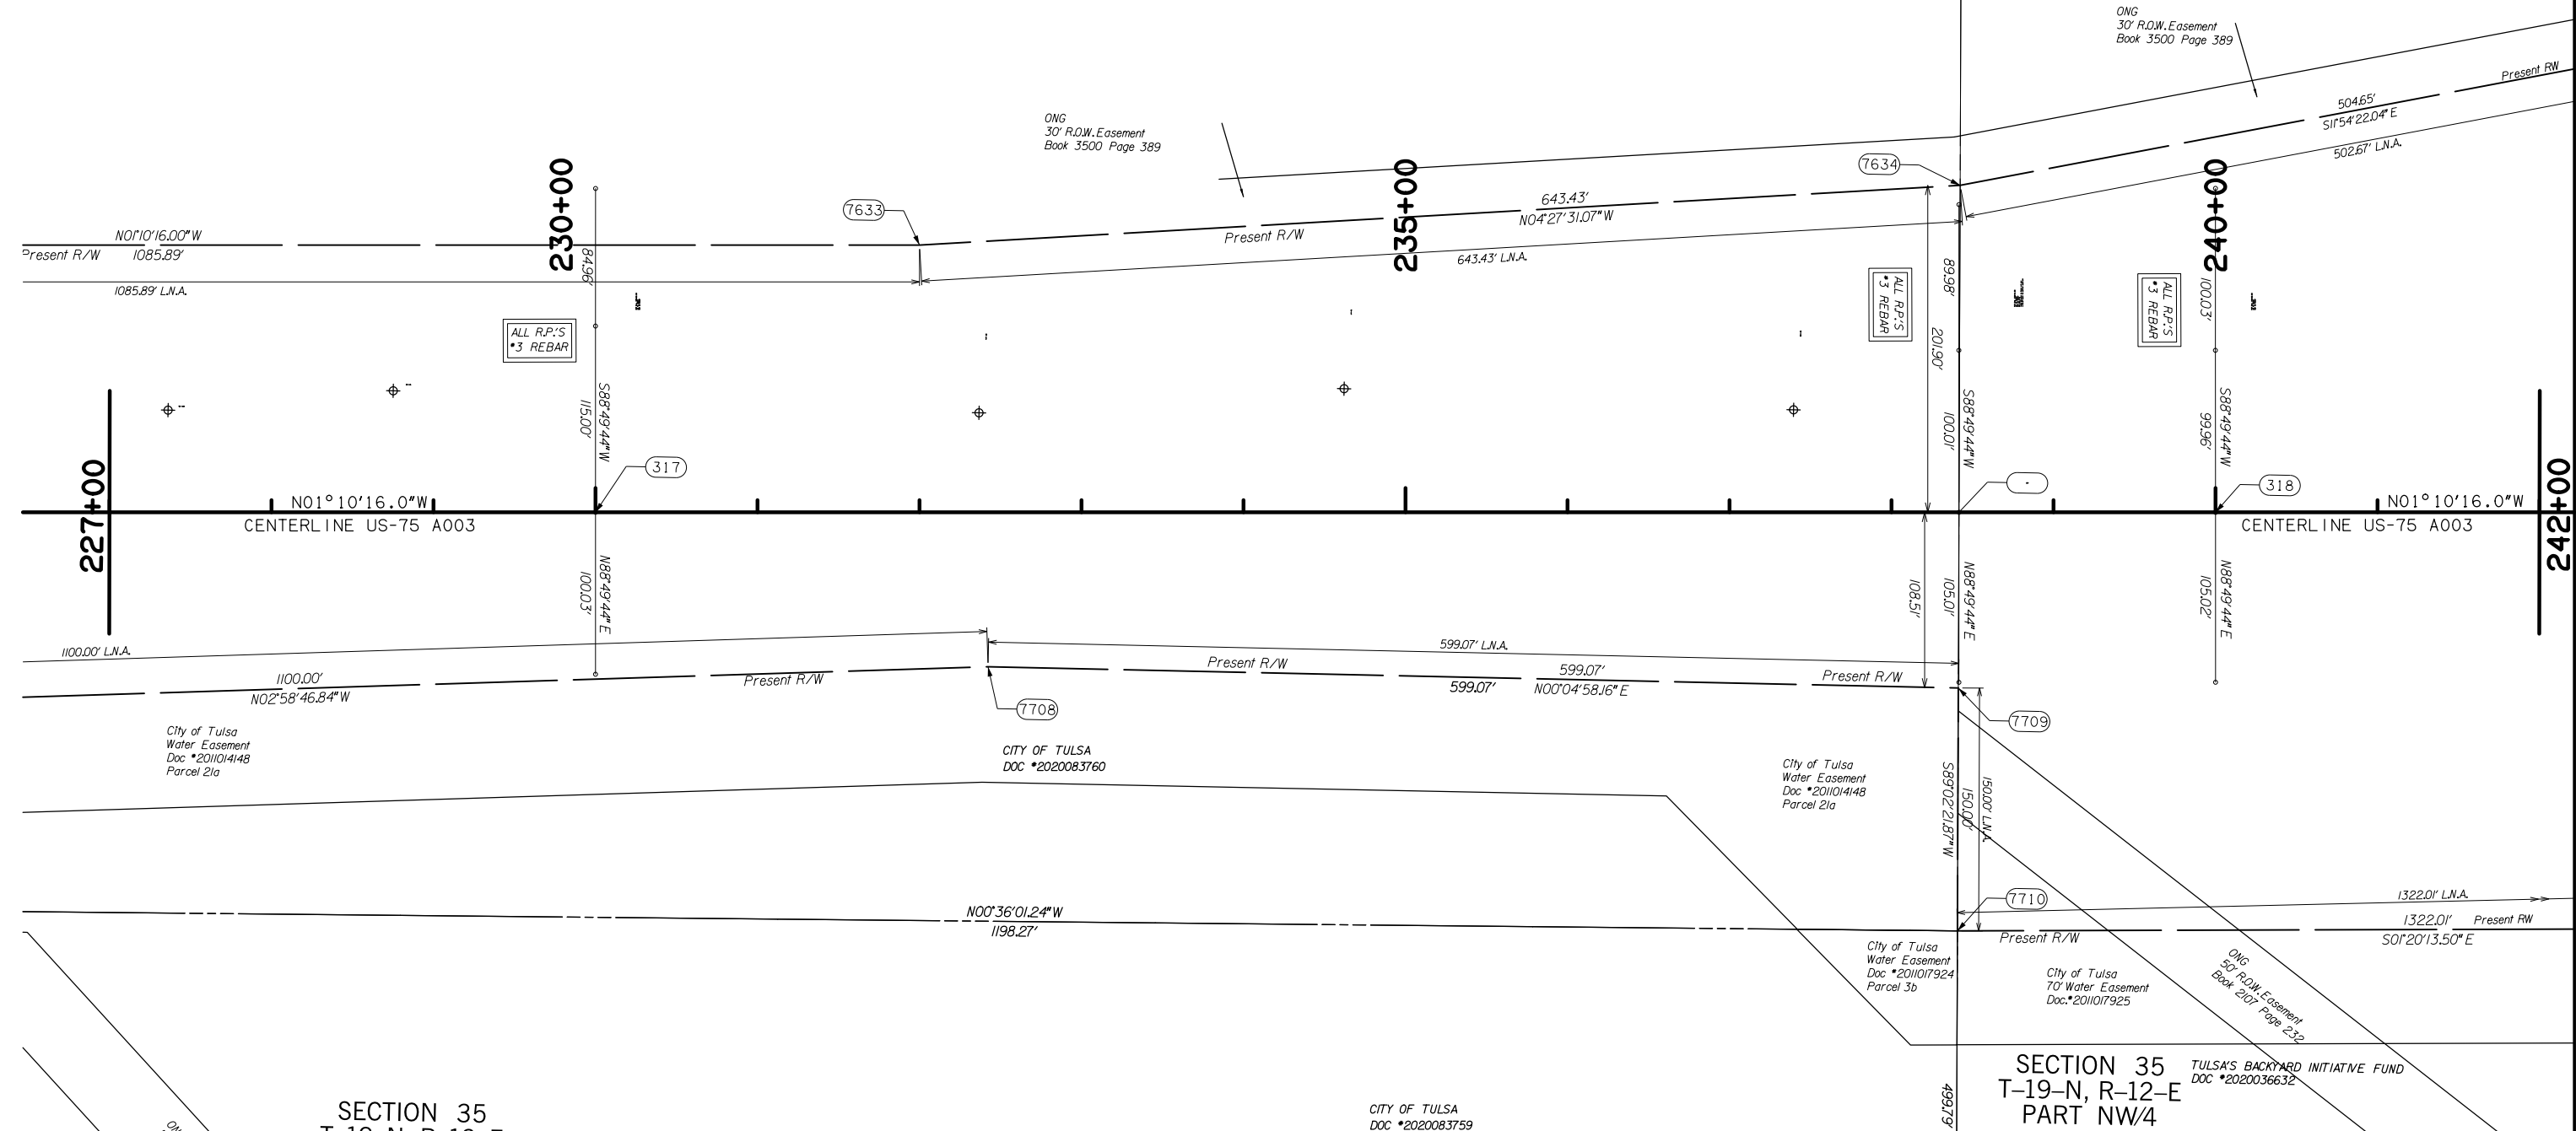 ONG
30' R.O.W. Easement
Book 3500 Page 389
Present RW
504.65'
S11°54'22.04" E
502.67' L.N.A.
ONG
30' R.O.W. Easement
Book 3500 Page 389
7634
7633
643.43'
N04°27'31.07" W
Present R/W
643.43' L.N.A.
N01°10'16.00" W
Present R/W
1085.89'
1085.89' L.N.A.
230+00
235+00
240+00
84.96'
89.98'
100.03'
201.90'
ALL R.P.'S
#3 REBAR
ALL R.P.'S
#3 REBAR
ALL R.P.'S
#3 REBAR
S88°49'44" W
115.00'
S88°49'44" W
100.01'
S88°49'44" W
99.96'
317
-
318
227+00
N01°10'16.0" W
CENTERLINE US-75 A003
N01°10'16.0" W
CENTERLINE US-75 A003
242+00
N88°49'44" E
100.03'
108.51'
N88°49'44" E
105.01'
N88°49'44" E
105.02'
1100.00' L.N.A.
1100.00'
N02°58'46.84" W
Present R/W
599.07' L.N.A.
Present R/W
599.07'
599.07'
N00°04'58.16" E
Present R/W
7708
7709
City of Tulsa
Water Easement
Doc #2011014148
Parcel 21a
CITY OF TULSA
DOC #2020083760
City of Tulsa
Water Easement
Doc #2011014148
Parcel 21a
S89°02'21.87" W
150.00'
150.00' L.N.A.
7710
1322.01' L.N.A.
1322.01'
Present RW
S01°20'13.50" E
Present R/W
N00°36'01.24" W
1198.27'
City of Tulsa
Water Easement
Doc #2011017924
Parcel 3b
City of Tulsa
70' Water Easement
Doc.#2011017925
ONG
50' R.O.W. Easement
Book 2107 Page 232
SECTION 35
T-19-N, R-12-E
PART NW/4
TULSA'S BACKYARD INITIATIVE FUND
DOC #2020036632
499.79'
SECTION 35
T-19-N, R-12-E
CITY OF TULSA
DOC #2020083759
ONG